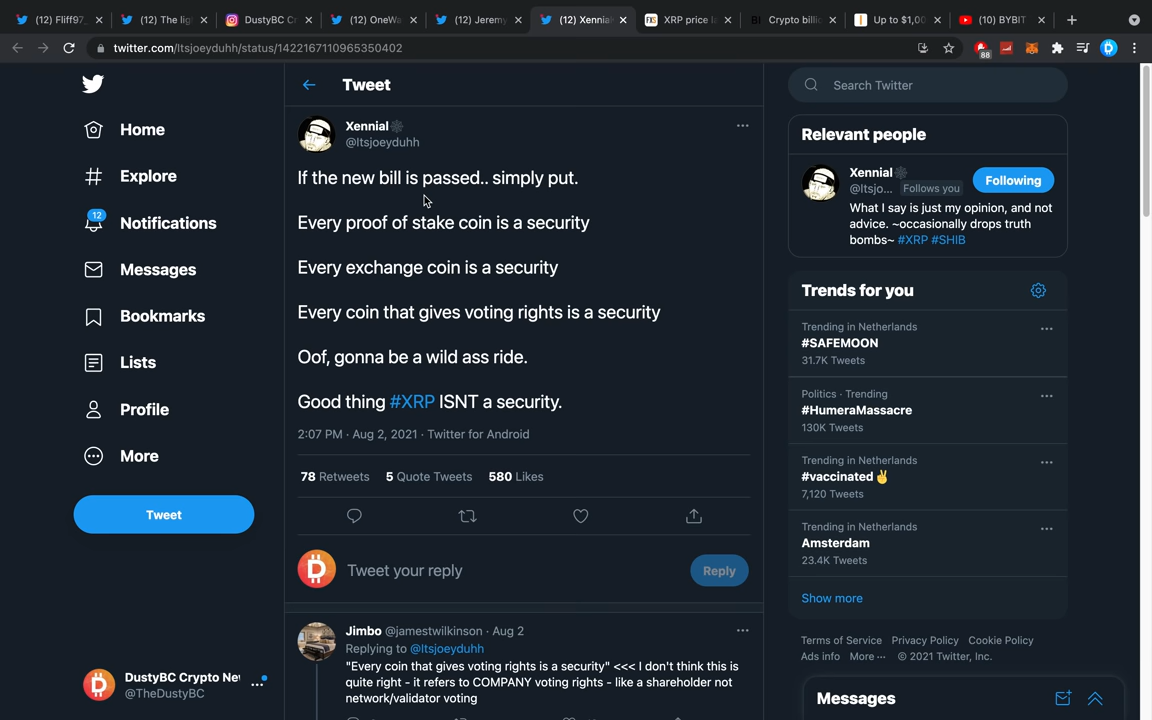 (12) Fliff97_
(12) The lig
DustyBC Cr
(12) OneWa
(12) Jeremy
(12) Xennial
XRP price
Crypto billi
Up to $1,00
(10) BYBIT
twitter.com/Itsjoeyduhh/status/1422167110965350402
88
Home
Explore
12
Notifications
Messages
Bookmarks
Lists
Profile
More
Tweet
DustyBC Crypto Ne
@TheDustyBC
Tweet
Xennial
@Itsjoeyduhh
If the new bill is passed.. simply put.
Every proof of stake coin is a security
Every exchange coin is a security
Every coin that gives voting rights is a security
Oof, gonna be a wild ass ride.
Good thing #XRP ISNT a security.
2:07 PM · Aug 2, 2021 · Twitter for Android
78 Retweets 5 Quote Tweets 580 Likes
Tweet your reply
Reply
Jimbo @jamestwilkinson · Aug 2
Replying to @Itsjoeyduhh
"Every coin that gives voting rights is a security" <<< I don't think this is
quite right - it refers to COMPANY voting rights - like a shareholder not
network/validator voting
Search Twitter
Relevant people
Xennial
@Itsjo... Follows you
Following
What I say is just my opinion, and not
advice. ~occasionally drops truth
bombs~ #XRP #SHIB
Trends for you
Trending in Netherlands
#SAFEMOON
31.7K Tweets
Politics · Trending
#HumeraMassacre
130K Tweets
Trending in Netherlands
#vaccinated✌
7,120 Tweets
Trending in Netherlands
Amsterdam
23.4K Tweets
Show more
Terms of Service Privacy Policy Cookie Policy
Ads info More ··· © 2021 Twitter, Inc.
Messages